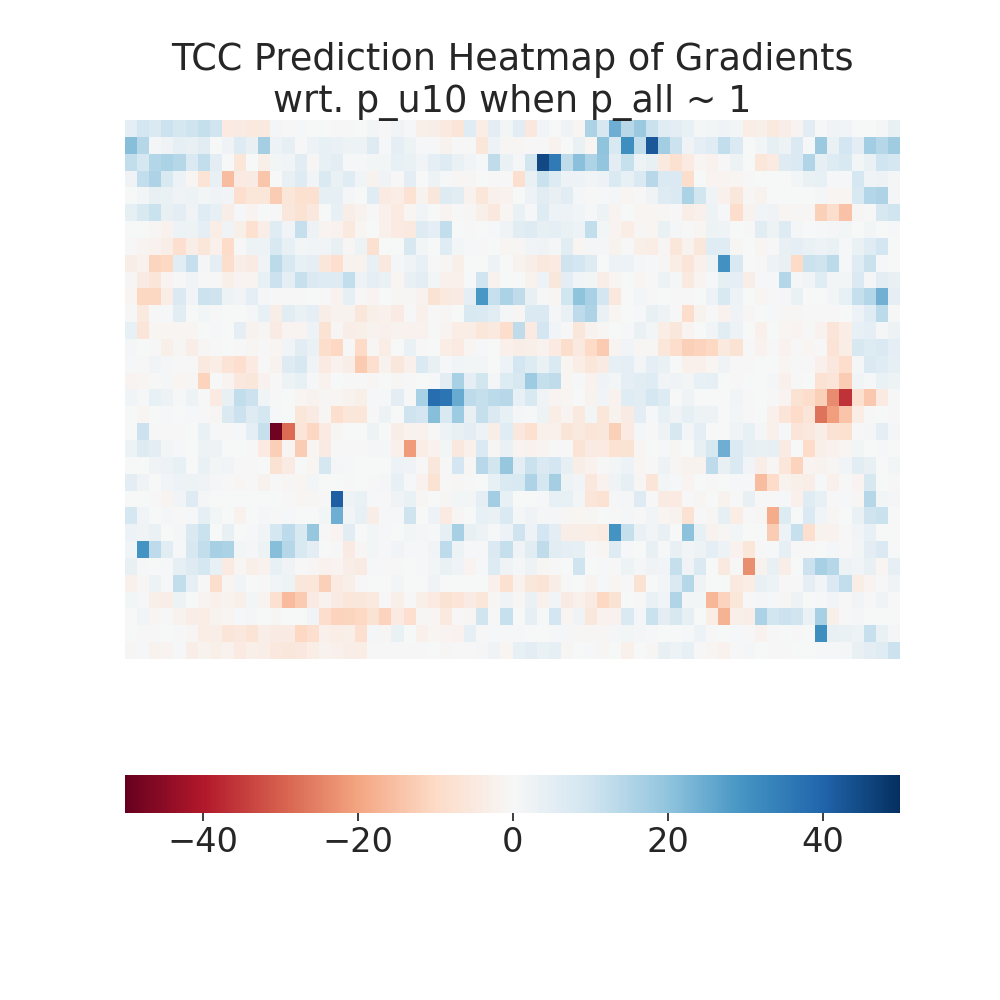 TCC Prediction Heatmap of Gradients
wrt. p_u10 when p_all ~ 1
−40 −20 0 20 40